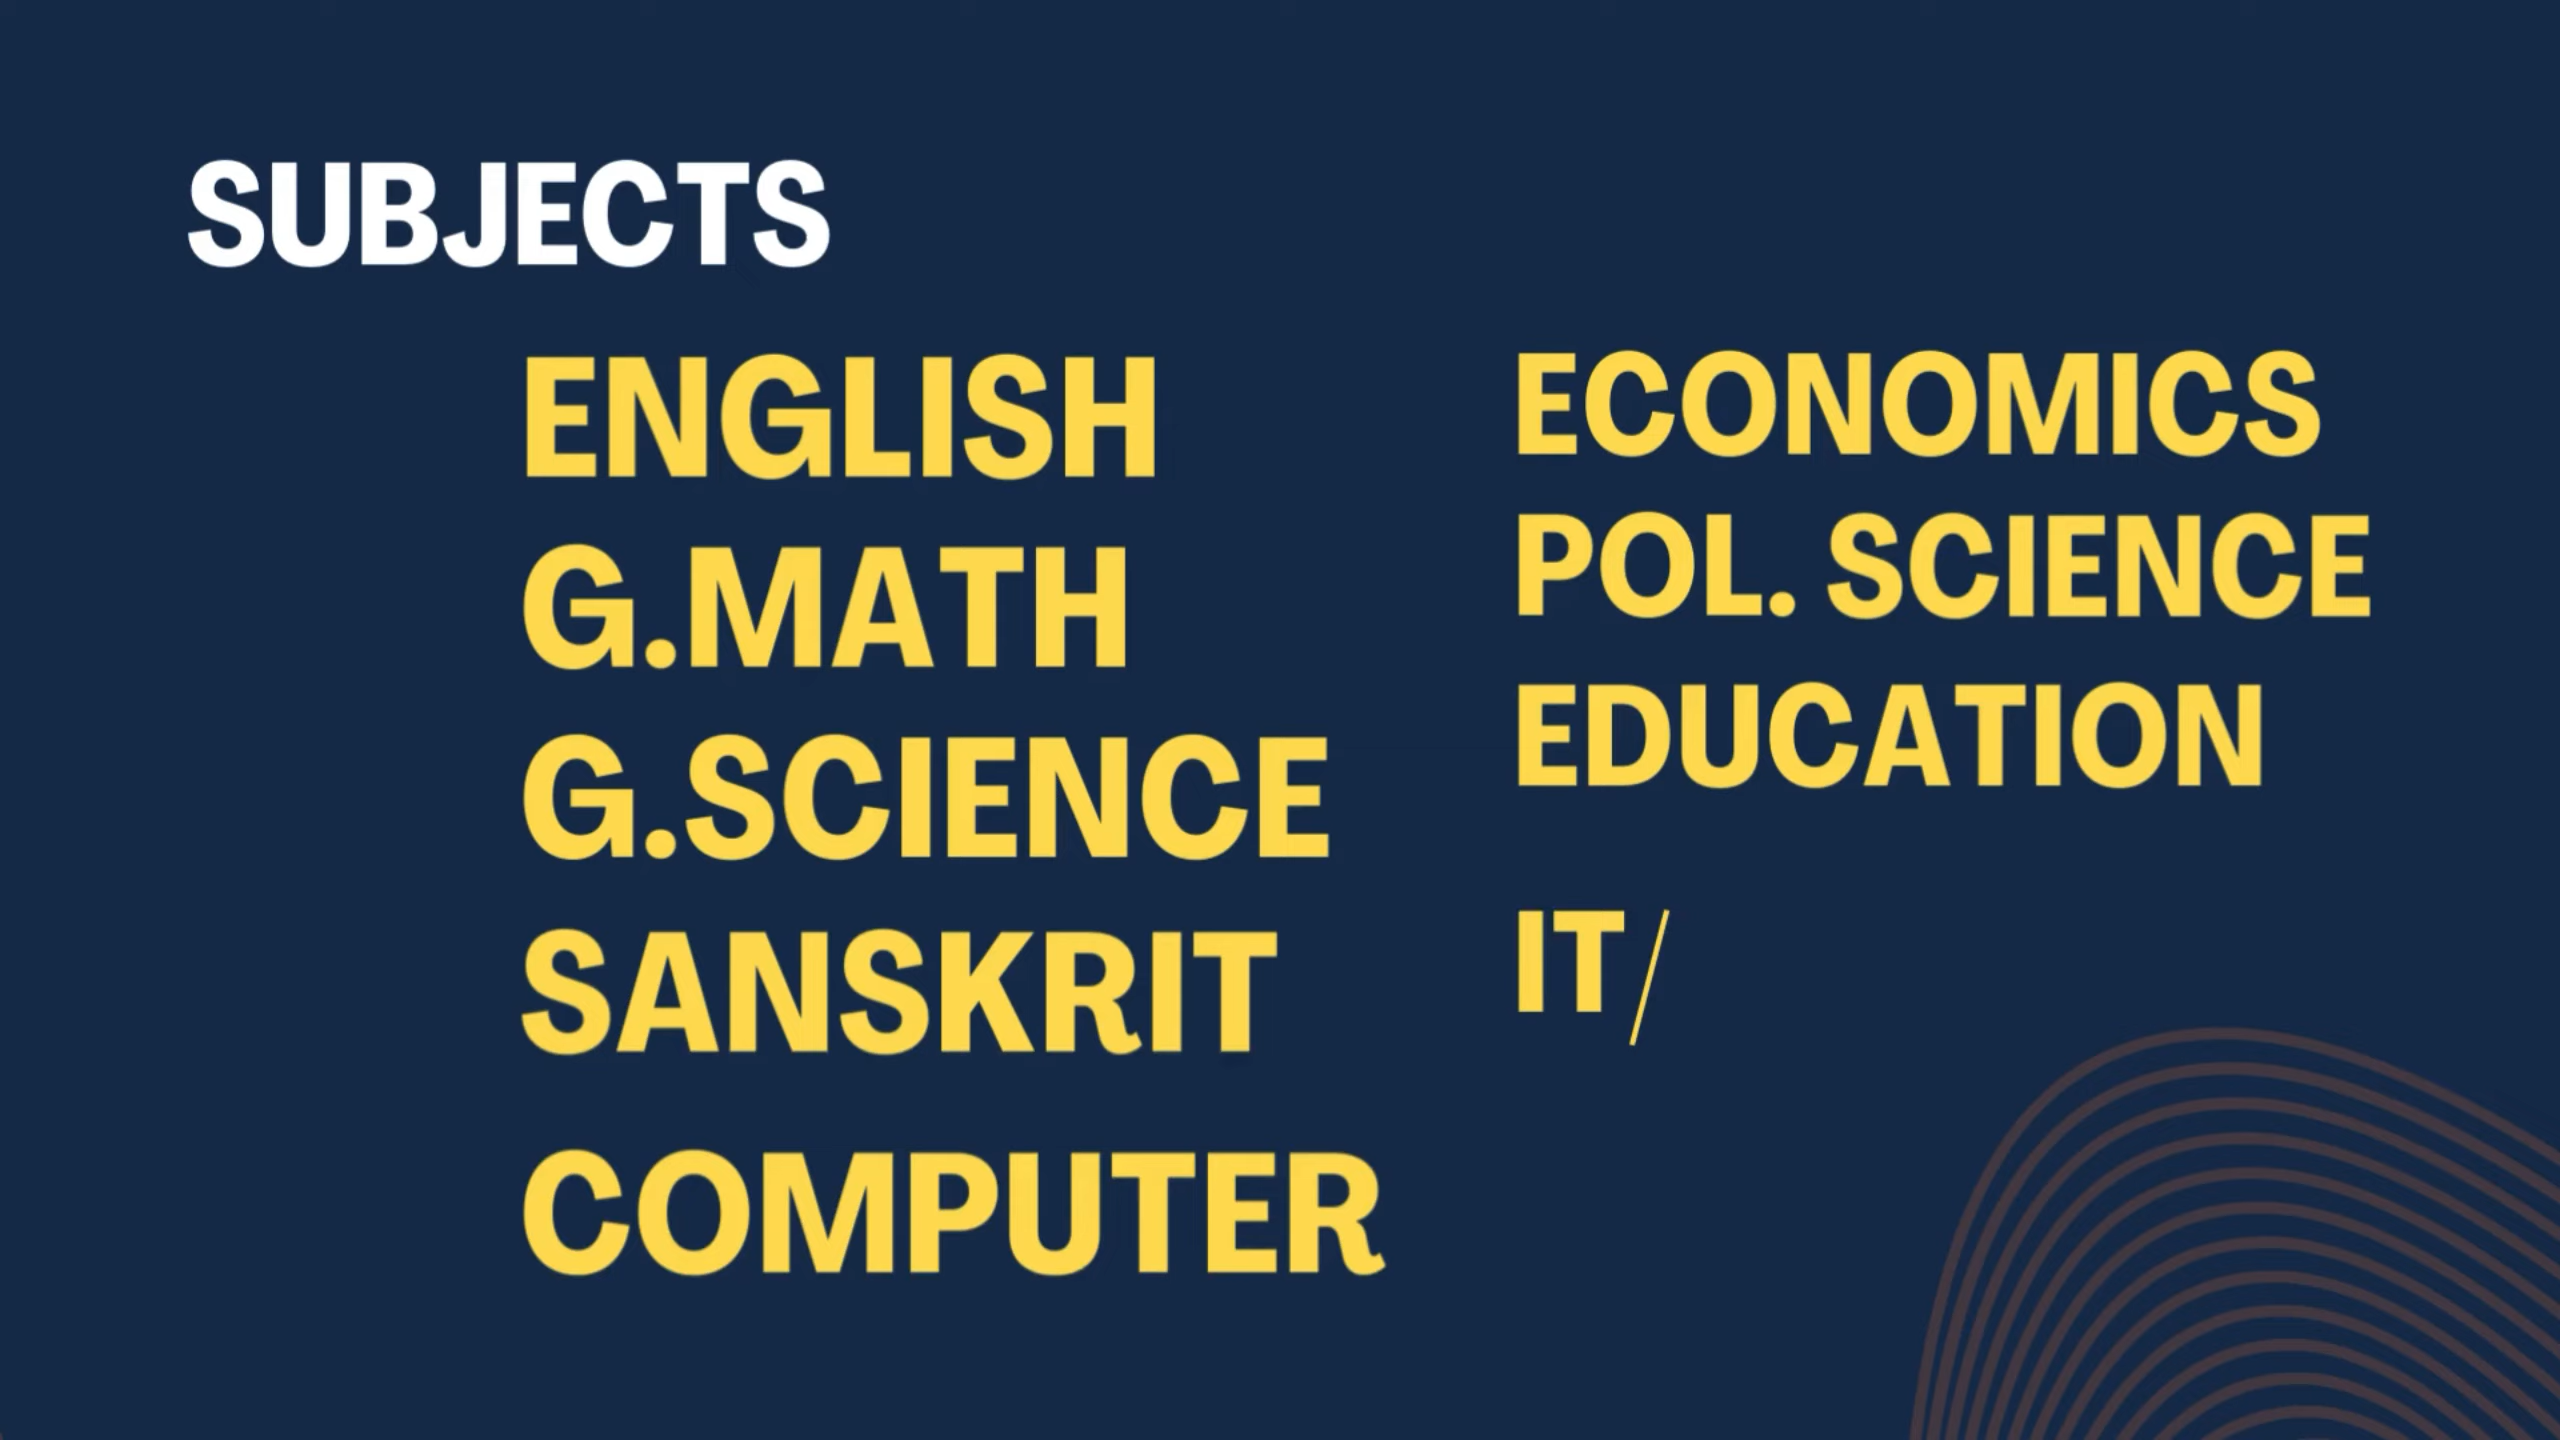 SUBJECTS
ENGLISH
G.MATH
G.SCIENCE
SANSKRIT
COMPUTER
ECONOMICS
POL. SCIENCE
EDUCATION
IT/